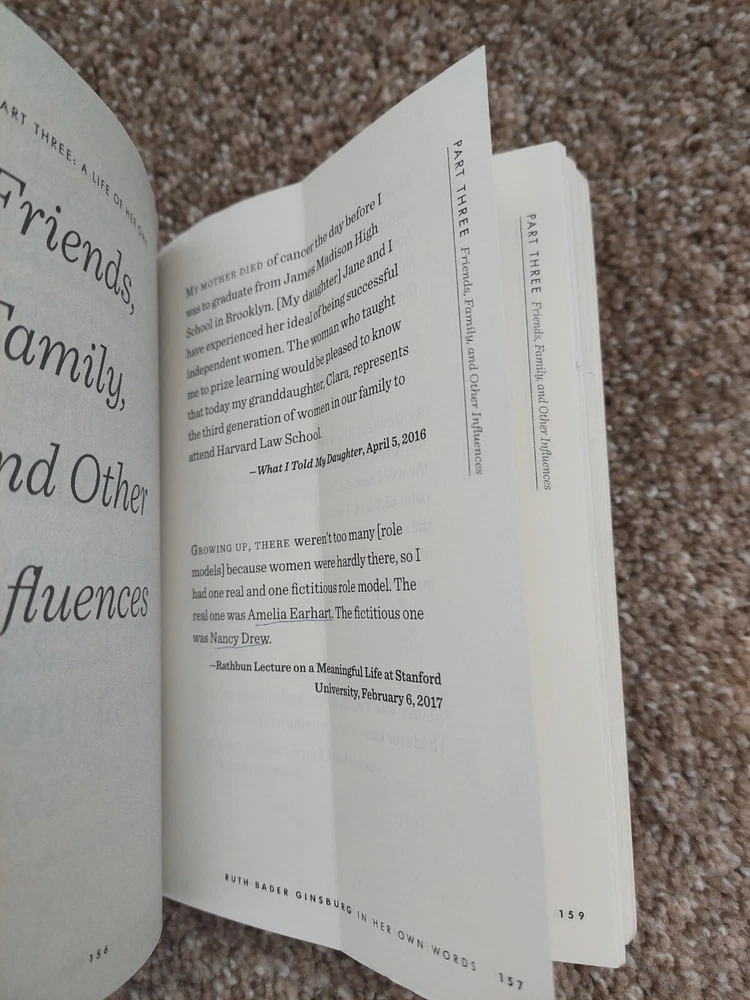 ART THREE: A LIFE OF HER OWN
Friends,
Family,
nd Other
fluences
156
PART THREE Friends, Family, and Other Influences
MY MOTHER DIED of cancer the day before I
was to graduate from James Madison High
School in Brooklyn. [My daughter] Jane and I
have experienced her ideal of being successful
independent women. The woman who taught
me to prize learning would be pleased to know
that today my granddaughter, Clara, represents
the third generation of women in our family to
attend Harvard Law School.
—What I Told My Daughter, April 5, 2016
GROWING UP, THERE weren't too many [role
models] because women were hardly there, so I
had one real and one fictitious role model. The
real one was Amelia Earhart. The fictitious one
was Nancy Drew.
—Rathbun Lecture on a Meaningful Life at Stanford
University, February 6, 2017
RUTH BADER GINSBURG IN HER OWN WORDS
157
PART THREE Friends, Family, and Other Influences
159